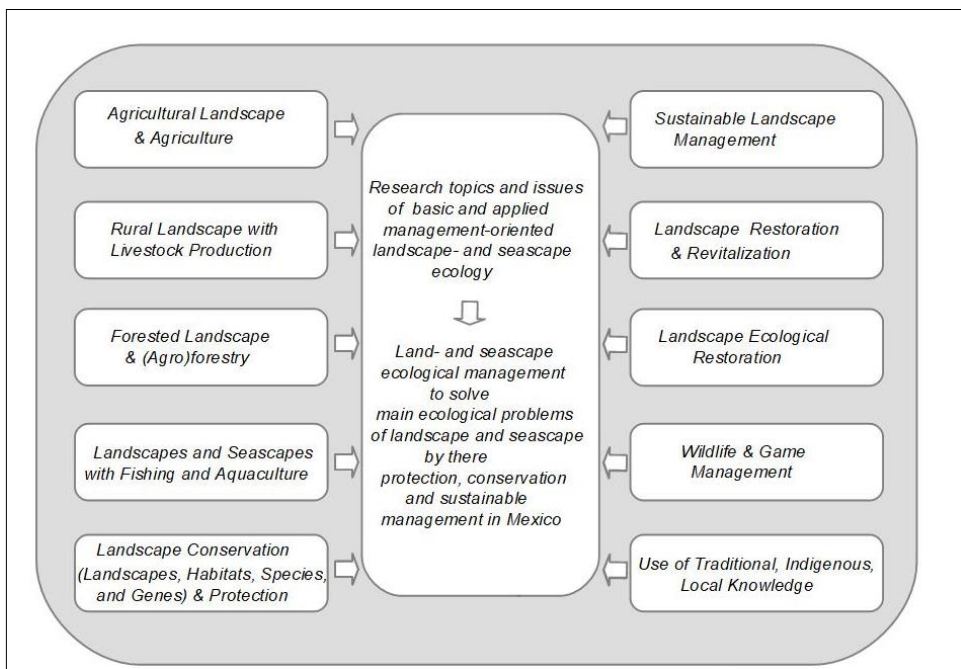 Agricultural Landscape
& Agriculture
Rural Landscape with
Livestock Production
Forested Landscape
& (Agro)forestry
Landscapes and Seascapes
with Fishing and Aquaculture
Landscape Conservation
(Landscapes, Habitats, Species,
and Genes) & Protection
Research topics and issues
of basic and applied
management-oriented
landscape- and seascape
ecology
Land- and seascape
ecological management
to solve
main ecological problems
of landscape and seascape
by there
protection, conservation
and sustainable
management in Mexico
Sustainable Landscape
Management
Landscape Restoration
& Revitalization
Landscape Ecological
Restoration
Wildlife & Game
Management
Use of Traditional, Indigenous,
Local Knowledge